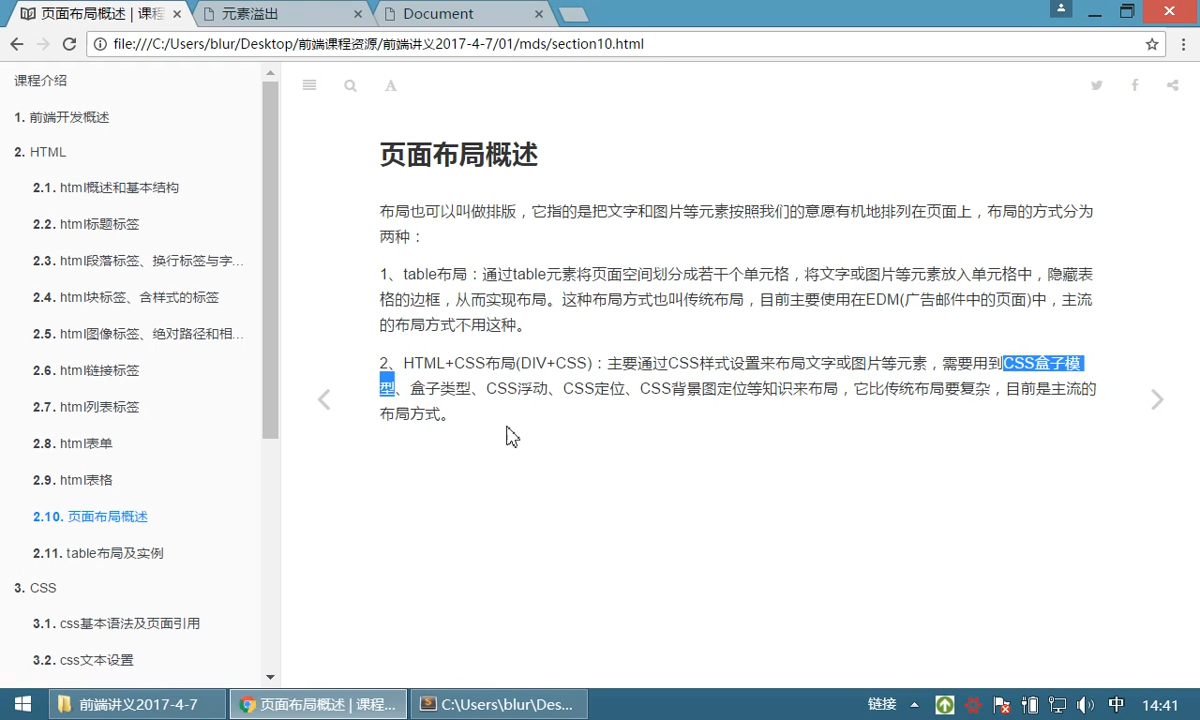 页面布局概述 | 课程
元素溢出
Document
file:///C:/Users/blur/Desktop/前端课程资源/前端讲义2017-4-7/01/mds/section10.html
课程介绍
1. 前端开发概述
2. HTML
2.1. html概述和基本结构
2.2. html标题标签
2.3. html段落标签、换行标签与字...
2.4. html块标签、含样式的标签
2.5. html图像标签、绝对路径和相...
2.6. html链接标签
2.7. html列表标签
2.8. html表单
2.9. html表格
2.10. 页面布局概述
2.11. table布局及实例
3. CSS
3.1. css基本语法及页面引用
3.2. css文本设置
A
页面布局概述
布局也可以叫做排版，它指的是把文字和图片等元素按照我们的意愿有机地排列在页面上，布局的方式分为
两种：
1、table布局：通过table元素将页面空间划分成若干个单元格，将文字或图片等元素放入单元格中，隐藏表
格的边框，从而实现布局。这种布局方式也叫传统布局，目前主要使用在EDM(广告邮件中的页面)中，主流
的布局方式不用这种。
2、HTML+CSS布局(DIV+CSS)：主要通过CSS样式设置来布局文字或图片等元素，需要用到CSS盒子模
型、盒子类型、CSS浮动、CSS定位、CSS背景图定位等知识来布局，它比传统布局要复杂，目前是主流的
布局方式。
前端讲义2017-4-7
页面布局概述 | 课程...
C:\Users\blur\Des...
链接
中
14:41